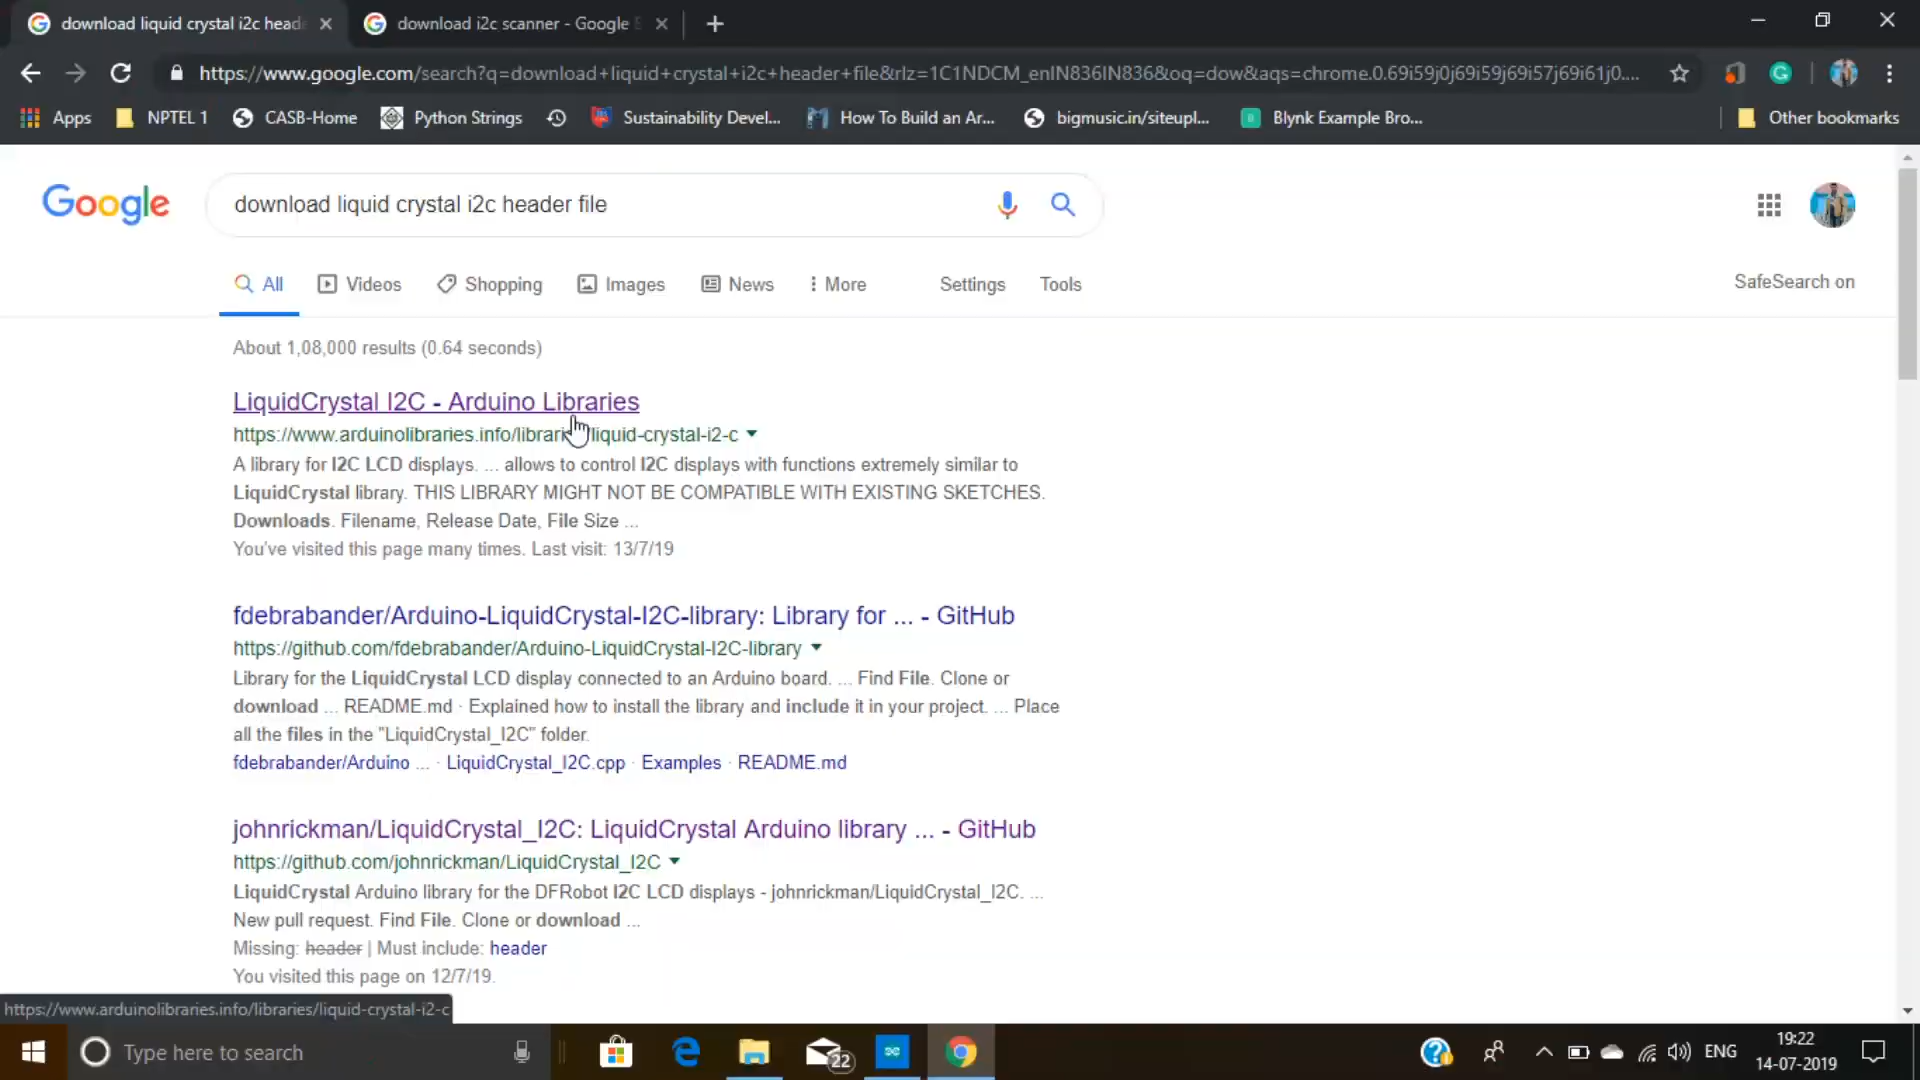 download liquid crystal i2c head
download i2c scanner - Google
https://www.google.com/search?q=download+liquid+crystal+i2c+header+file&rlz=1C1NDCM_enIN836IN836&oq=dow&aqs=chrome.0.69i59j0j69i59j69i57j69i61j0....
Apps
NPTEL 1
CASB-Home
Python Strings
Sustainability Devel...
How To Build an Ar...
bigmusic.in/siteupl...
Blynk Example Bro...
Other bookmarks
Google
download liquid crystal i2c header file
All
Videos
Shopping
Images
News
More
Settings
Tools
SafeSearch on
About 1,08,000 results (0.64 seconds)
LiquidCrystal I2C - Arduino Libraries
https://www.arduinolibraries.info/libraries/liquid-crystal-i2-c
A library for I2C LCD displays. ... allows to control I2C displays with functions extremely similar to
LiquidCrystal library. THIS LIBRARY MIGHT NOT BE COMPATIBLE WITH EXISTING SKETCHES.
Downloads. Filename, Release Date, File Size ...
You've visited this page many times. Last visit: 13/7/19
fdebrabander/Arduino-LiquidCrystal-I2C-library: Library for ... - GitHub
https://github.com/fdebrabander/Arduino-LiquidCrystal-I2C-library
Library for the LiquidCrystal LCD display connected to an Arduino board. ... Find File. Clone or
download ... README.md · Explained how to install the library and include it in your project. ... Place
all the files in the "LiquidCrystal_I2C" folder.
fdebrabander/Arduino ... · LiquidCrystal_I2C.cpp · Examples · README.md
johnrickman/LiquidCrystal_I2C: LiquidCrystal Arduino library ... - GitHub
https://github.com/johnrickman/LiquidCrystal_I2C
LiquidCrystal Arduino library for the DFRobot I2C LCD displays - johnrickman/LiquidCrystal_I2C. ...
New pull request. Find File. Clone or download ...
Missing: header | Must include: header
You visited this page on 12/7/19.
https://www.arduinolibraries.info/libraries/liquid-crystal-i2-c
Type here to search
22
ENG
19:22
14-07-2019